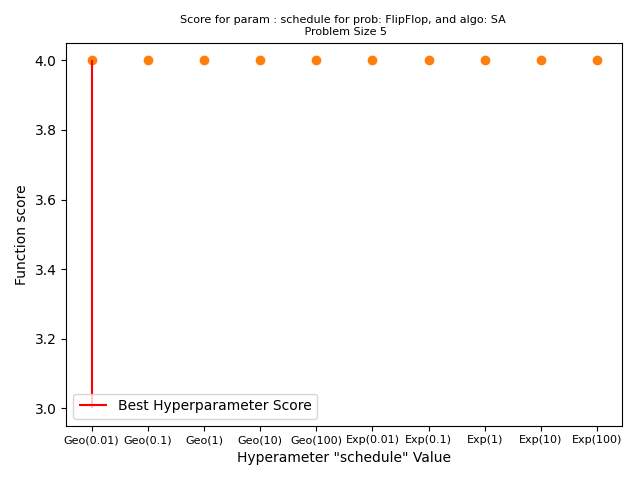 Score for param : schedule for prob: FlipFlop, and algo: SA
Problem Size 5
Function score
4.0
3.8
3.6
3.4
3.2
3.0
Best Hyperparameter Score
Geo(0.01) Geo(0.1) Geo(1) Geo(10) Geo(100) Exp(0.01) Exp(0.1) Exp(1) Exp(10) Exp(100)
Hyperameter "schedule" Value